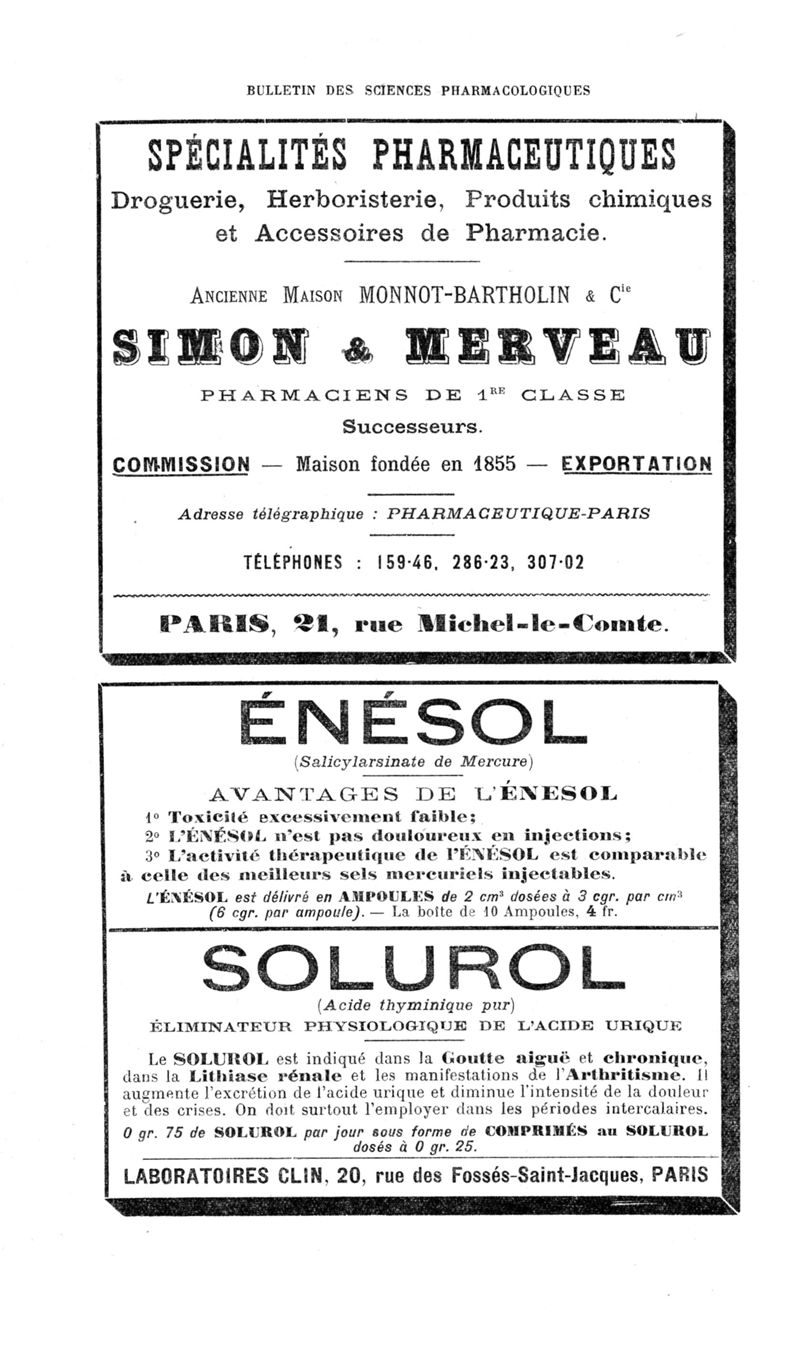 BULLETIN DES SCIENCES PHARMACOLOGIQUES
SPÉCIALITÉS PHARMACEUTIQUES
Droguerie, Herboristerie, Produits chimiques
et Accessoires de Pharmacie.
ANCIENNE MAISON MONNOT-BARTHOLIN & Cie
SIMON & MERVEAU
PHARMACIENS DE 1RE CLASSE
Successeurs.
COMMISSION — Maison fondée en 1855 — EXPORTATION
Adresse télégraphique : PHARMACEUTIQUE-PARIS
TÉLÉPHONES : 159-46, 286-23, 307-02
PARIS, 21, rue Michel-le-Comte.
ÉNÉSOL
(Salicylarsinate de Mercure)
AVANTAGES DE L'ÉNESOL
1º Toxicité excessivement faible;
2º L'ÉNÉSOL n'est pas douloureux en injections;
3º L'activité thérapeutique de l'ÉNÉSOL est comparable
à celle des meilleurs sels mercuriels injectables.
L'ÉNÉSOL est délivré en AMPOULES de 2 cm³ dosées à 3 cgr. par cm³
(6 cgr. par ampoule). — La boîte de 10 Ampoules, 4 fr.
SOLUROL
(Acide thyminique pur)
ÉLIMINATEUR PHYSIOLOGIQUE DE L'ACIDE URIQUE
Le SOLUROL est indiqué dans la Goutte aiguë et chronique,
dans la Lithiase rénale et les manifestations de l'Arthritisme. Il
augmente l'excrétion de l'acide urique et diminue l'intensité de la douleur
et des crises. On doit surtout l'employer dans les périodes intercalaires.
0 gr. 75 de SOLUROL par jour sous forme de COMPRIMÉS au SOLUROL
dosés à 0 gr. 25.
LABORATOIRES CLIN, 20, rue des Fossés-Saint-Jacques, PARIS